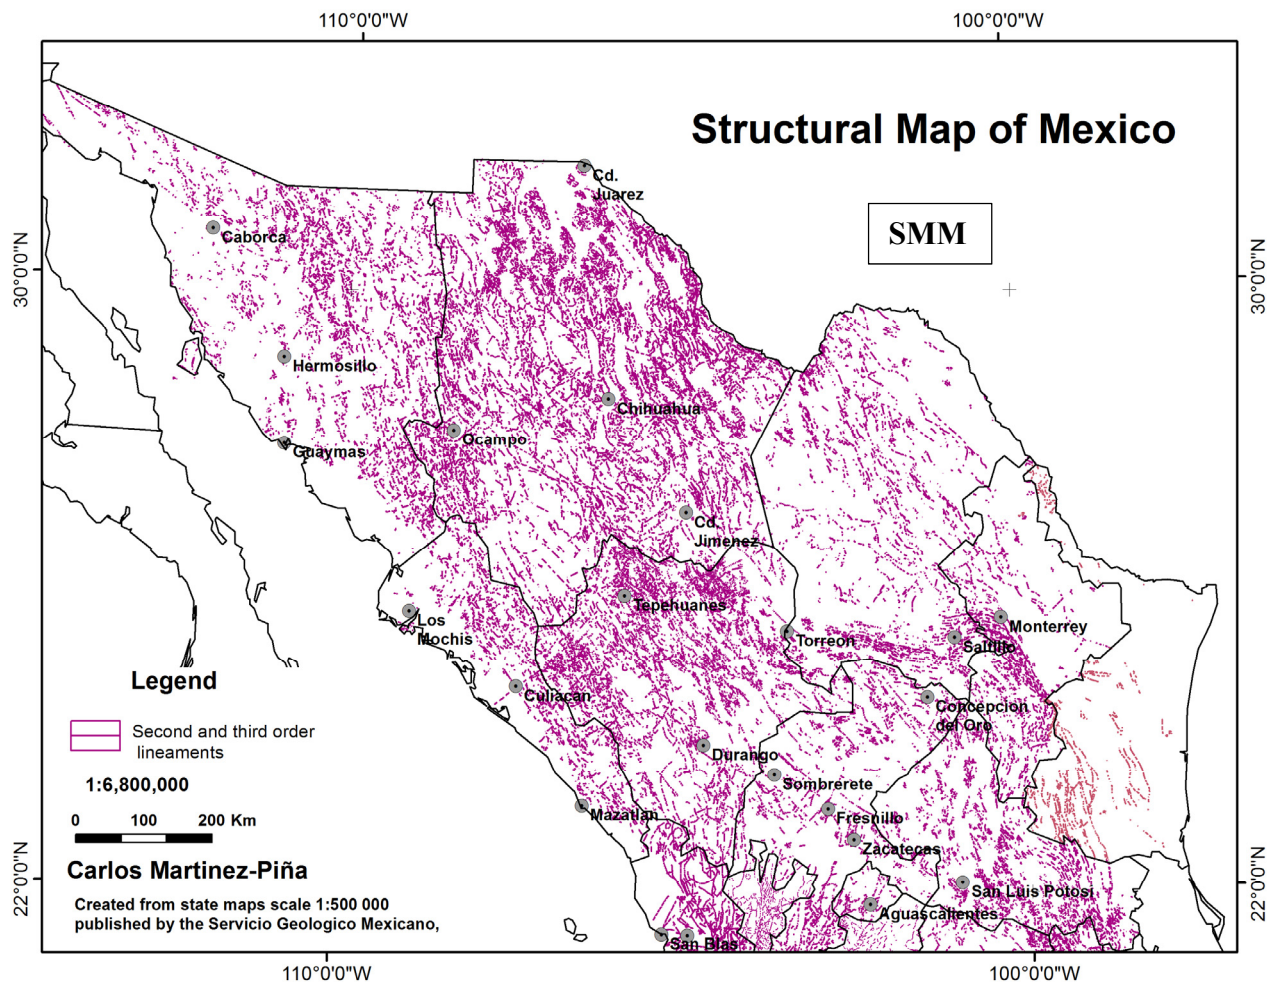 110°0'0"W
100°0'0"W
Structural Map of Mexico
SMM
30°0'0"N
30°0'0"N
Cd.
Juarez
Caborca
Hermosillo
Chihuahua
Ocampo
Guaymas
Cd.
Jimenez
Tepehuanes
Los
Mochis
Torreon
Monterrey
Saltillo
Culiacan
Concepcion
del Oro
Durango
Sombrerete
Mazatlan
Fresnillo
Zacatecas
San Luis Potosi
Aguascalientes
San Blas
Legend
Second and third order
lineaments
1:6,800,000
0 100 200 Km
Carlos Martinez-Piña
Created from state maps scale 1:500 000
published by the Servicio Geologico Mexicano,
22°0'0"N
22°0'0"N
110°0'0"W
100°0'0"W